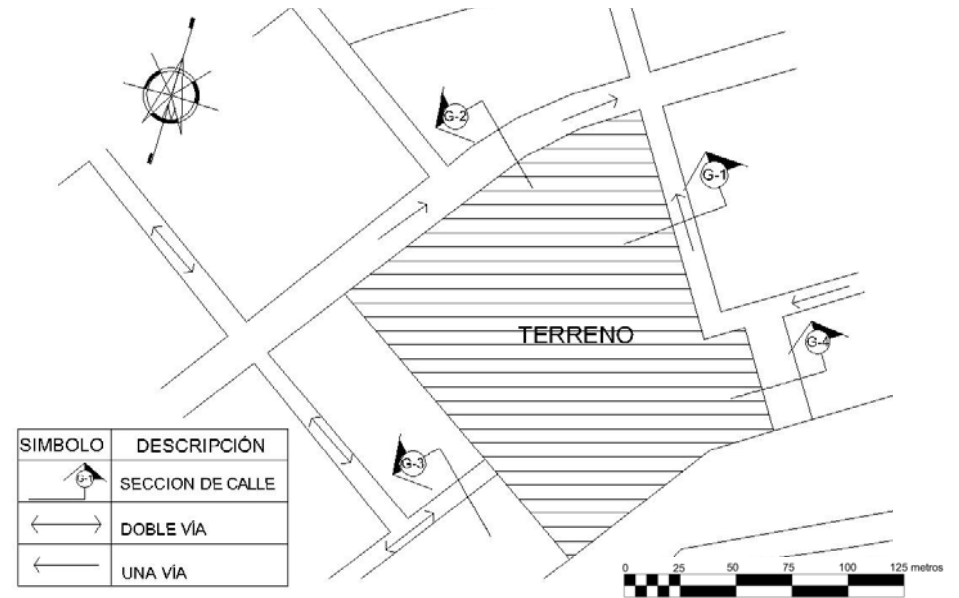 G-2
G-1
TERRENO
G-4
G-3
SIMBOLO DESCRIPCIÓN
G-1 SECCION DE CALLE
DOBLE VÍA
UNA VÍA
0 25 50 75 100 125 metros